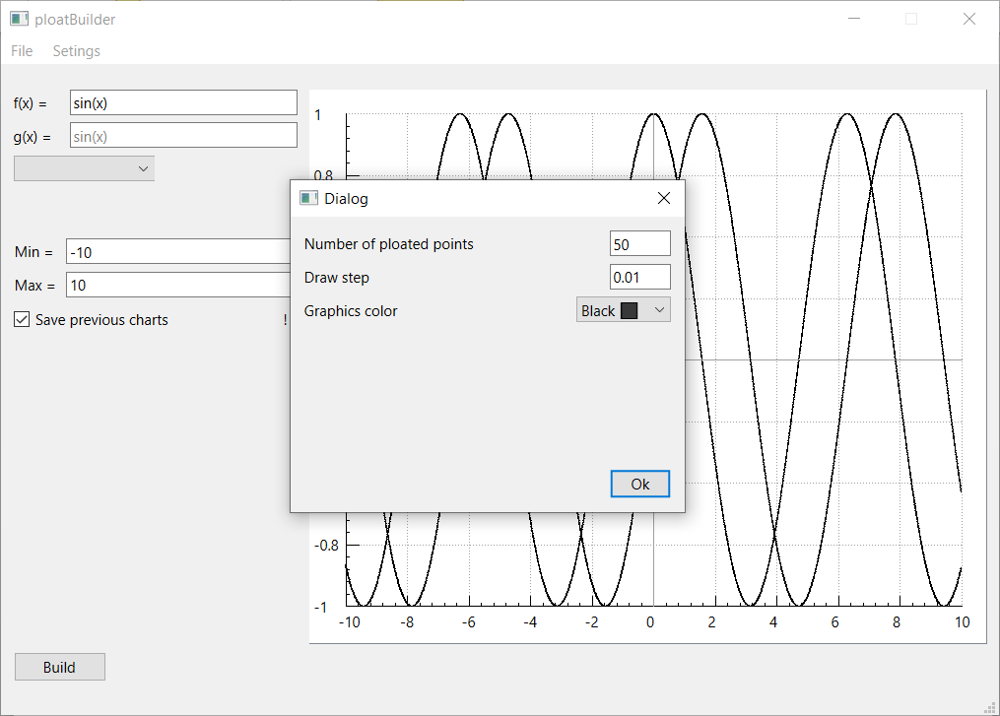 ploatBuilder
File Setings
f(x) = sin(x)
g(x) = sin(x)
Min = -10
Max = 10
Save previous charts !
Dialog
Number of ploated points 50
Draw step 0.01
Graphics color Black
Ok
1
0.8
-0.8
-1
-10 -8 -6 -4 -2 0 2 4 6 8 10
Build